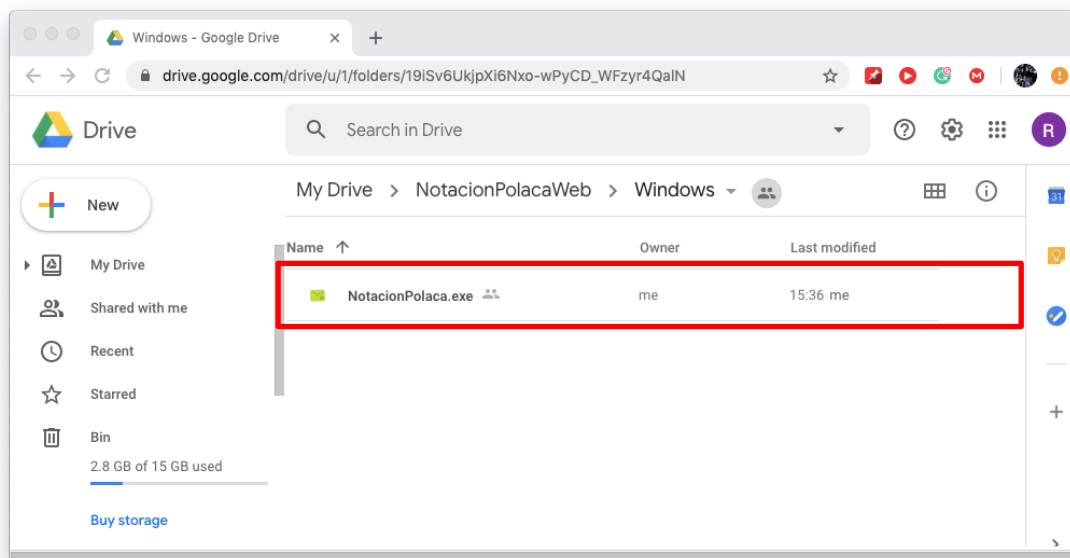 Windows - Google Drive
drive.google.com/drive/u/1/folders/19iSv6UkjpXi6Nxo-wPyCD_WFzyr4QaIN
Drive
Search in Drive
R
New
My Drive > NotacionPolacaWeb > Windows
31
Name Owner Last modified
My Drive
NotacionPolaca.exe me 15:36 me
Shared with me
Recent
Starred
Bin
2.8 GB of 15 GB used
Buy storage